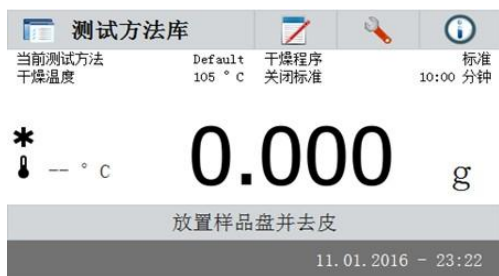 测试方法库
当前测试方法 Default 干燥程序 标准
干燥温度 105 °C 关闭标准 10:00 分钟
* 0.000 g
-- °C
放置样品盘并去皮
11.01.2016 - 23:22